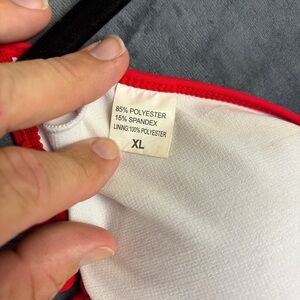 85% POLYESTER
15% SPANDEX
LINING:100% POLYESTER
XL